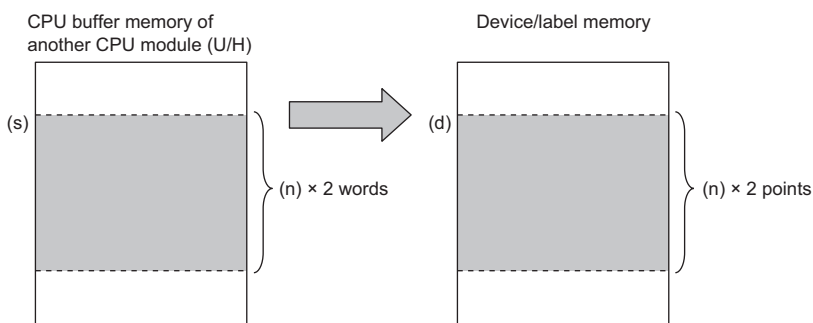 CPU buffer memory of
another CPU module (U/H)
Device/label memory
(s)
(d)
(n) × 2 words
(n) × 2 points